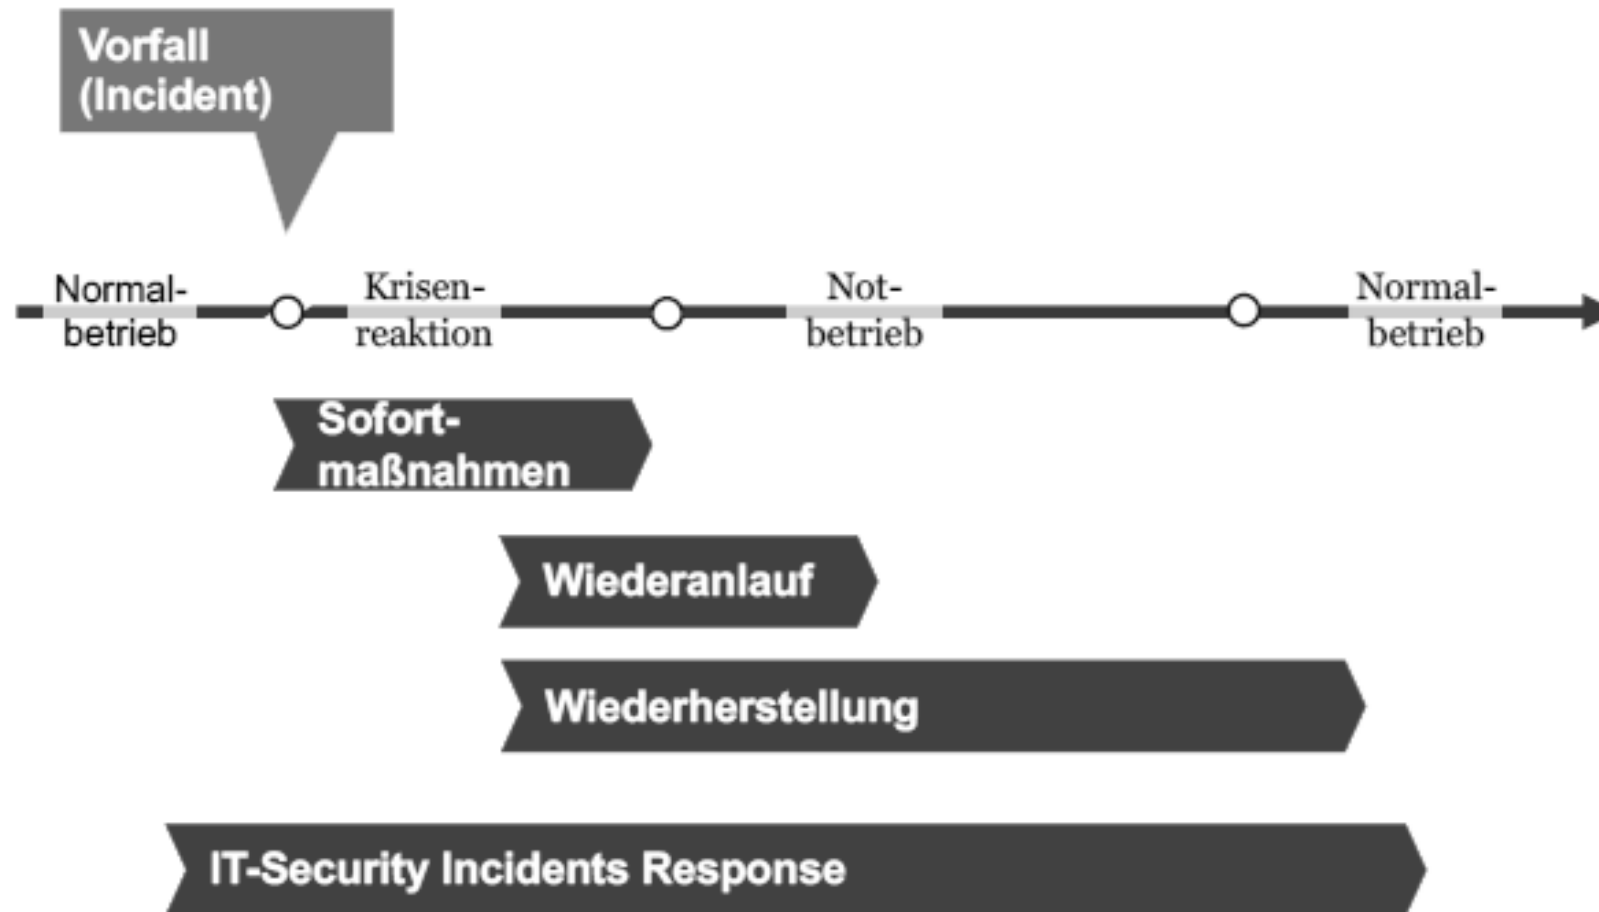 Vorfall
(Incident)
Normal-
betrieb
Krisen-
reaktion
Not-
betrieb
Normal-
betrieb
Sofort-
maßnahmen
Wiederanlauf
Wiederherstellung
IT-Security Incidents Response